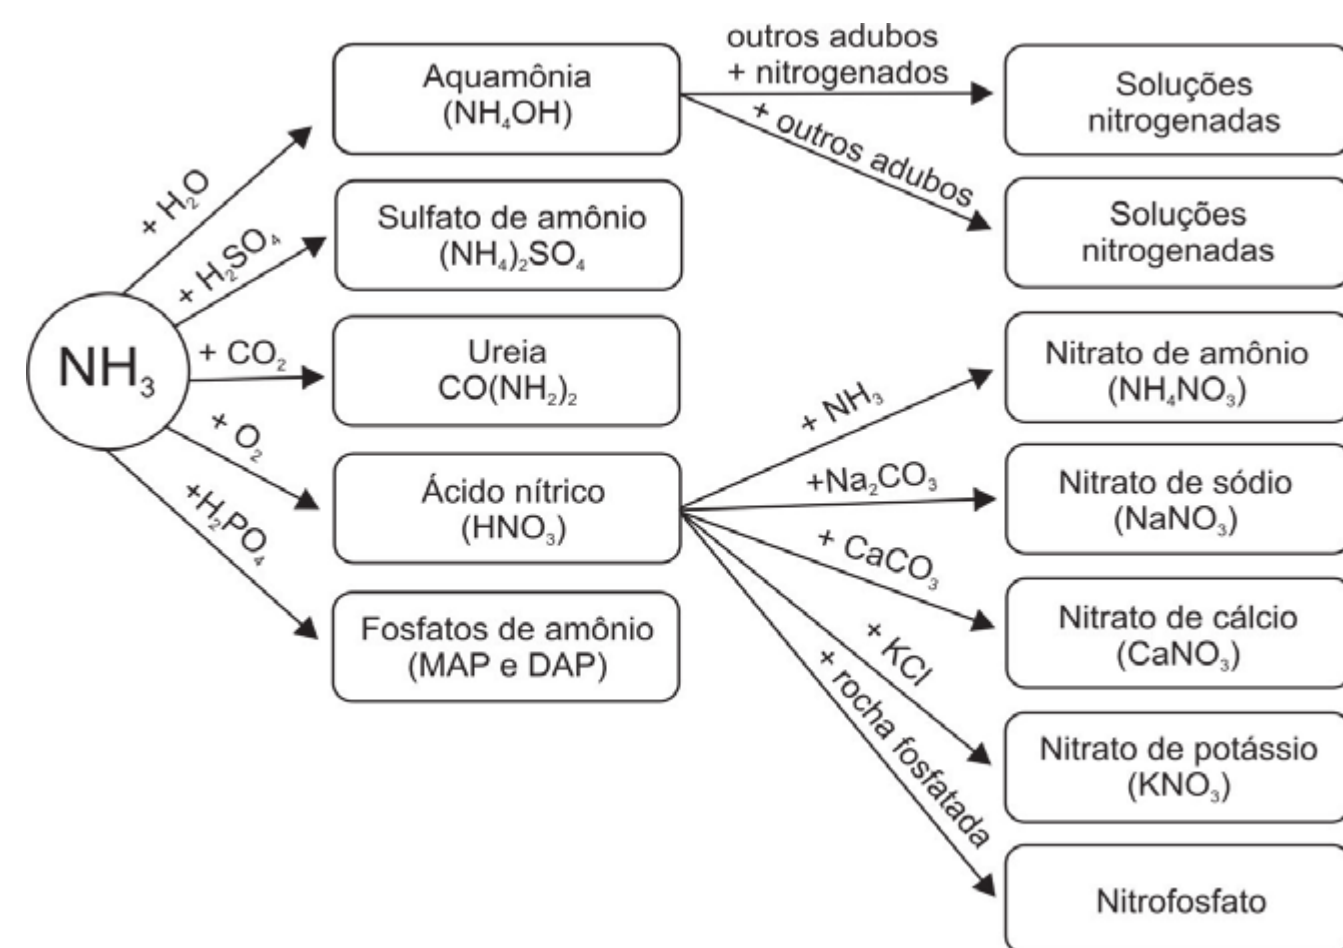 outros adubos
+ nitrogenados
Aquamônia
(NH₄OH)
Soluções
nitrogenadas
+ outros adubos
+ H₂O
Sulfato de amônio
(NH₄)₂SO₄
Soluções
nitrogenadas
+ H₂SO₄
NH₃
+ CO₂
Ureia
CO(NH₂)₂
Nitrato de amônio
(NH₄NO₃)
+ NH₃
+ O₂
Ácido nítrico
(HNO₃)
+Na₂CO₃
Nitrato de sódio
(NaNO₃)
+H₂PO₄
+ CaCO₃
Fosfatos de amônio
(MAP e DAP)
Nitrato de cálcio
(CaNO₃)
+ KCl
Nitrato de potássio
(KNO₃)
+ rocha fosfatada
Nitrofosfato